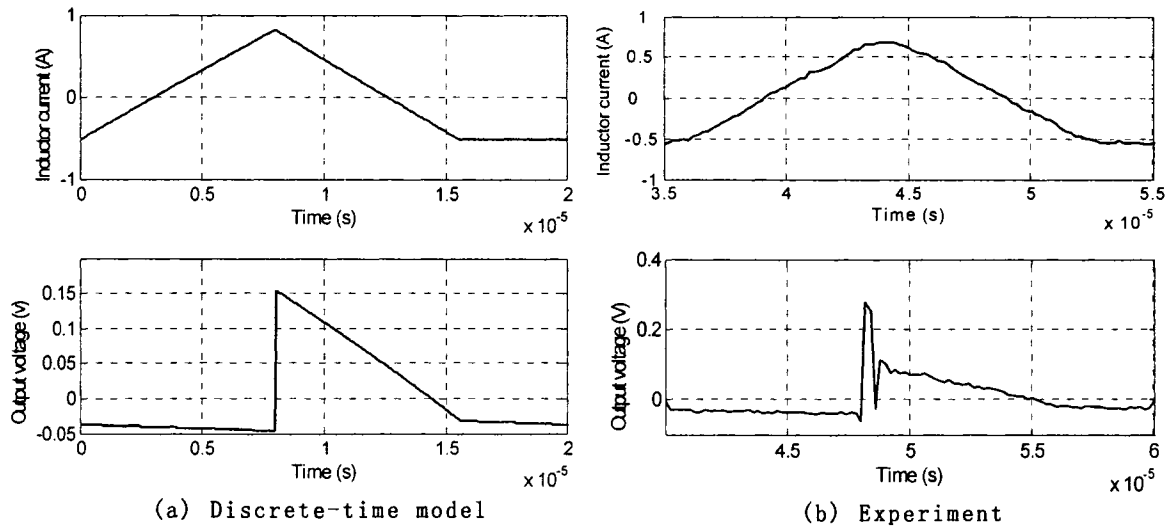 Inductor current (A)
1
0
-1
0
0.5
1
1.5
2
Time (s)
x 10-5
Inductor current (A)
1
0.5
0
-0.5
-1
3.5
4
4.5
5
5.5
Time (s)
x 10-5
Output voltage (V)
0.15
0.1
0.05
0
-0.05
0
0.5
1
1.5
2
Time (s)
x 10-5
(a) Discrete-time model
Output voltage (V)
0.4
0.2
0
4.5
5
5.5
6
Time (s)
x 10-5
(b) Experiment